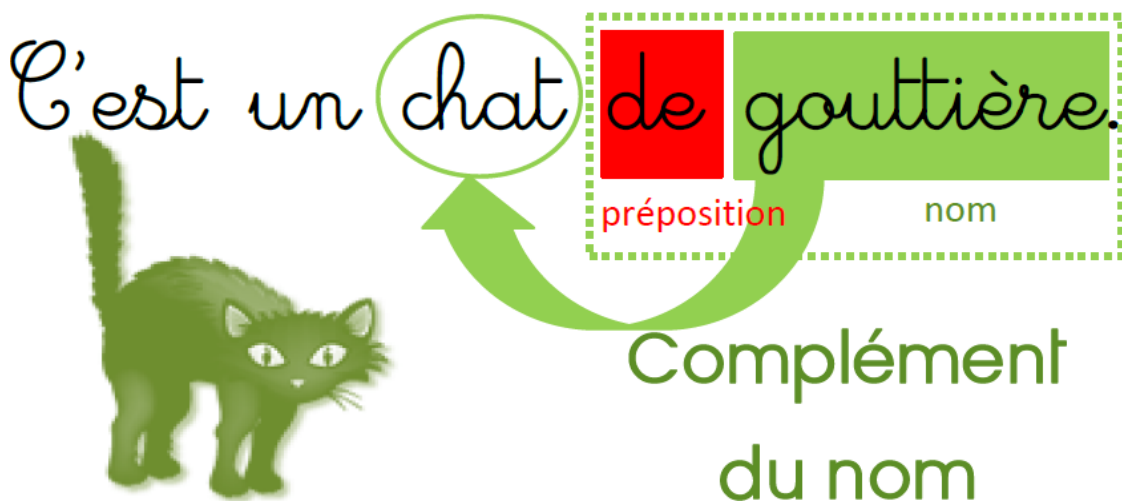 C'est un chat de gouttière.
préposition nom
Complément
du nom